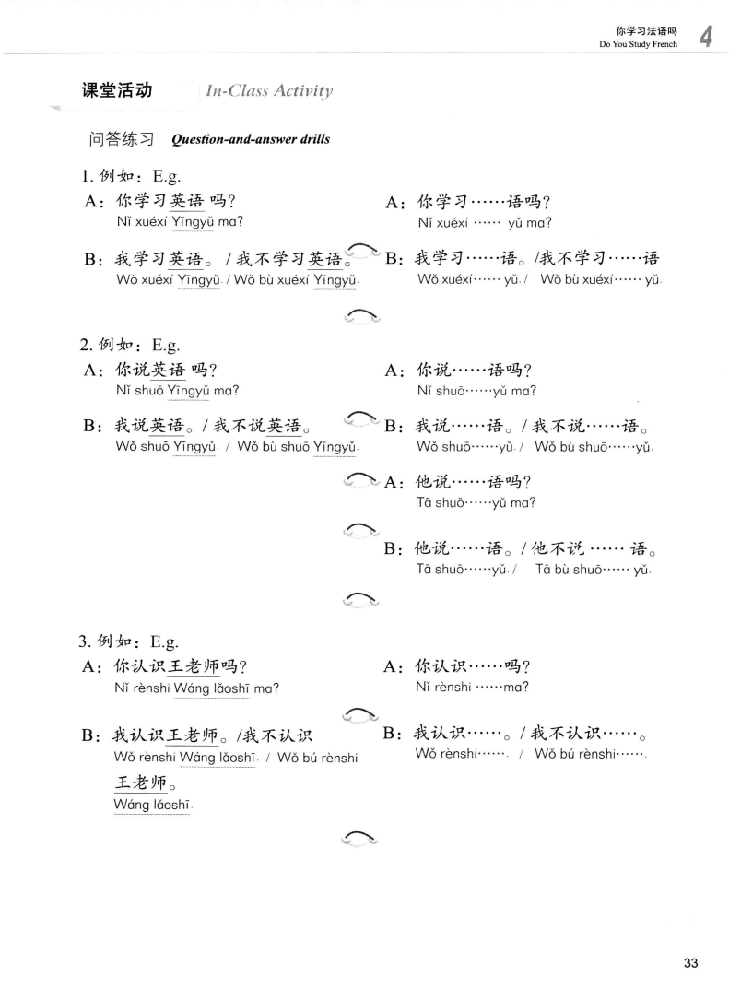 你学习法语吗
Do You Study French
4
课堂活动 In-Class Activity
问答练习 Question-and-answer drills
1. 例如：E.g.
A：你学习英语吗？
Nǐ xuéxí Yīngyǔ ma?
B：我学习英语。/ 我不学习英语。
Wǒ xuéxí Yīngyǔ. / Wǒ bù xuéxí Yīngyǔ.
A：你学习……语吗？
Nǐ xuéxí …… yǔ ma?
B：我学习……语。/我不学习……语
Wǒ xuéxí…… yǔ. / Wǒ bù xuéxí…… yǔ.
2. 例如：E.g.
A：你说英语吗？
Nǐ shuō Yīngyǔ ma?
B：我说英语。/ 我不说英语。
Wǒ shuō Yīngyǔ. / Wǒ bù shuō Yīngyǔ.
A：你说……语吗？
Nǐ shuō……yǔ ma?
B：我说……语。/ 我不说……语。
Wǒ shuō……yǔ. / Wǒ bù shuō……yǔ.
A：他说……语吗？
Tā shuō……yǔ ma?
B：他说……语。/ 他不说 …… 语。
Tā shuō……yǔ. / Tā bù shuō…… yǔ.
3. 例如：E.g.
A：你认识王老师吗？
Nǐ rènshi Wáng lǎoshī ma?
B：我认识王老师。/我不认识
Wǒ rènshi Wáng lǎoshī. / Wǒ bú rènshi
王老师。
Wáng lǎoshī.
A：你认识……吗？
Nǐ rènshi ……ma?
B：我认识……。/ 我不认识……。
Wǒ rènshi……. / Wǒ bú rènshi…….
33